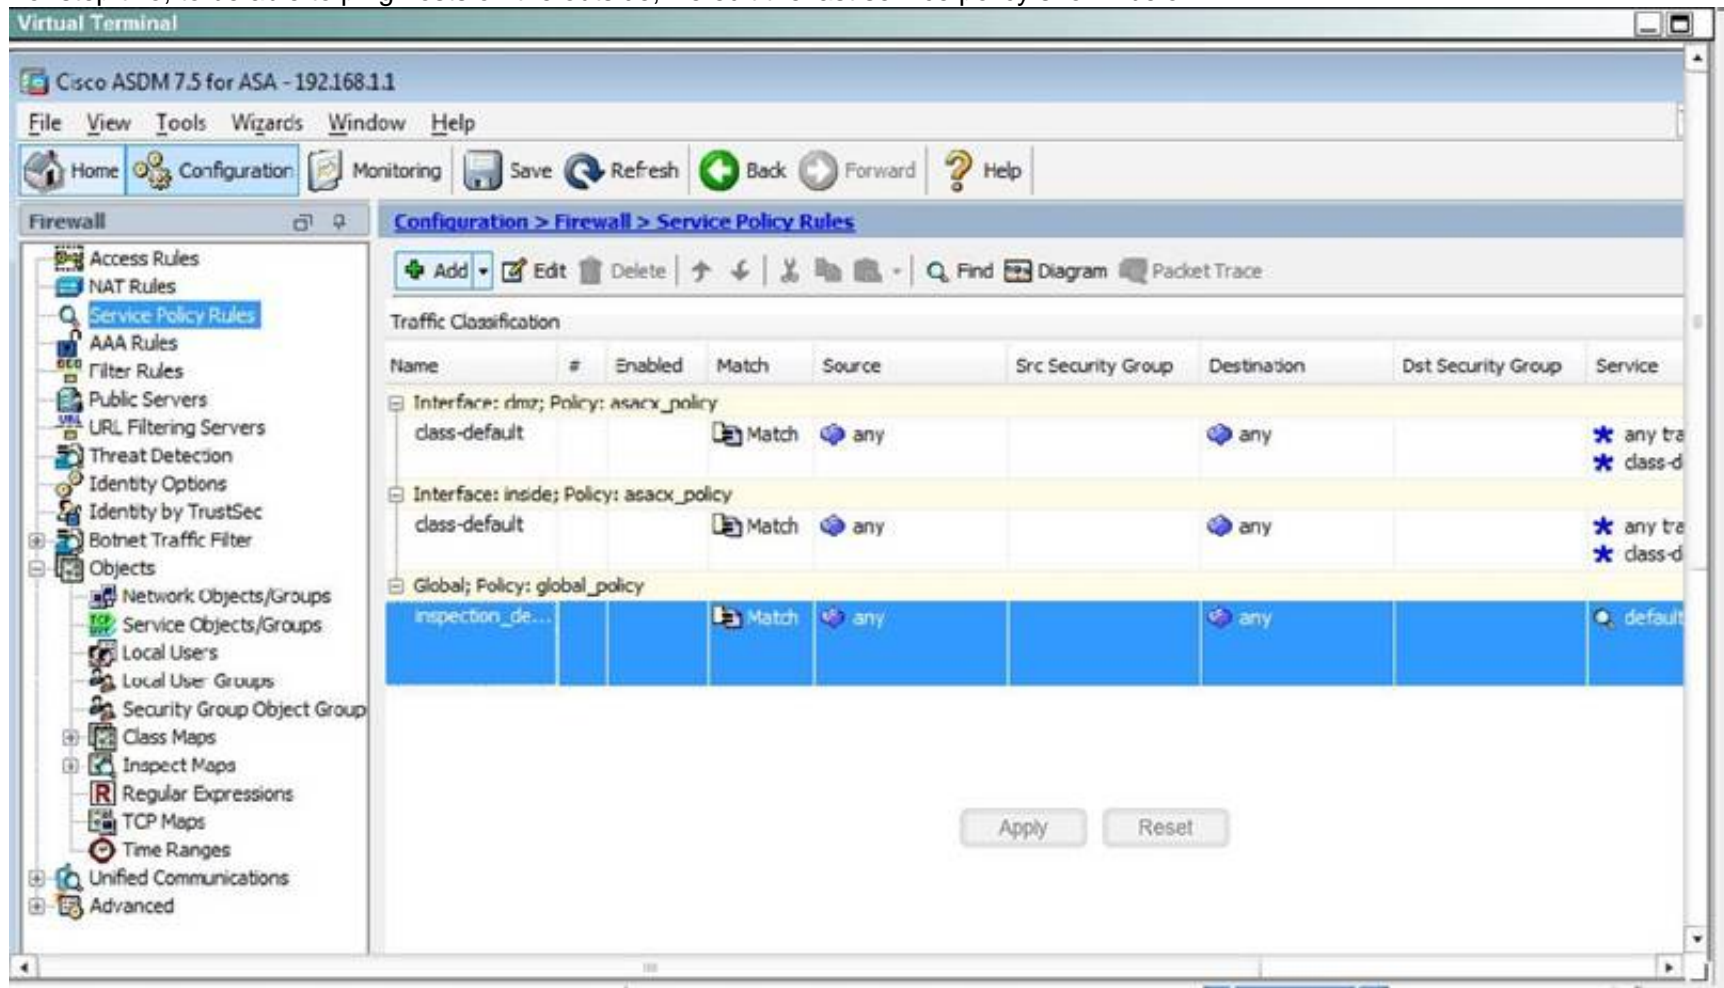 Virtual Terminal
Cisco ASDM 7.5 for ASA - 192.168.1.1
File View Tools Wizards Window Help
Home Configuration Monitoring Save Refresh Back Forward Help
Firewall
Configuration > Firewall > Service Policy Rules
Access Rules
NAT Rules
Service Policy Rules
AAA Rules
Filter Rules
Public Servers
URL Filtering Servers
Threat Detection
Identity Options
Identity by TrustSec
Botnet Traffic Filter
Objects
Network Objects/Groups
Service Objects/Groups
Local Users
Local User Groups
Security Group Object Group
Class Maps
Inspect Maps
Regular Expressions
TCP Maps
Time Ranges
Unified Communications
Advanced
Add Edit Delete Find Diagram Packet Trace
Traffic Classification
Name # Enabled Match Source Src Security Group Destination Dst Security Group Service
Interface: dmz; Policy: asacx_policy
class-default Match any any any tra
class-d
Interface: inside; Policy: asacx_policy
class-default Match any any any tra
class-d
Global; Policy: global_policy
inspection_de... Match any any default
Apply Reset